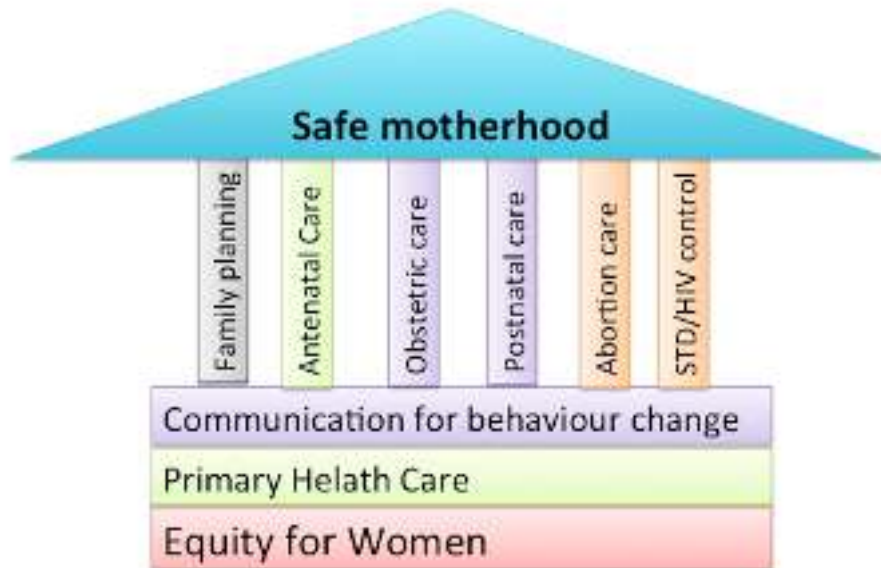 Safe motherhood
Family planning
Antenatal Care
Obstetric care
Postnatal care
Abortion care
STD/HIV control
Communication for behaviour change
Primary Helath Care
Equity for Women